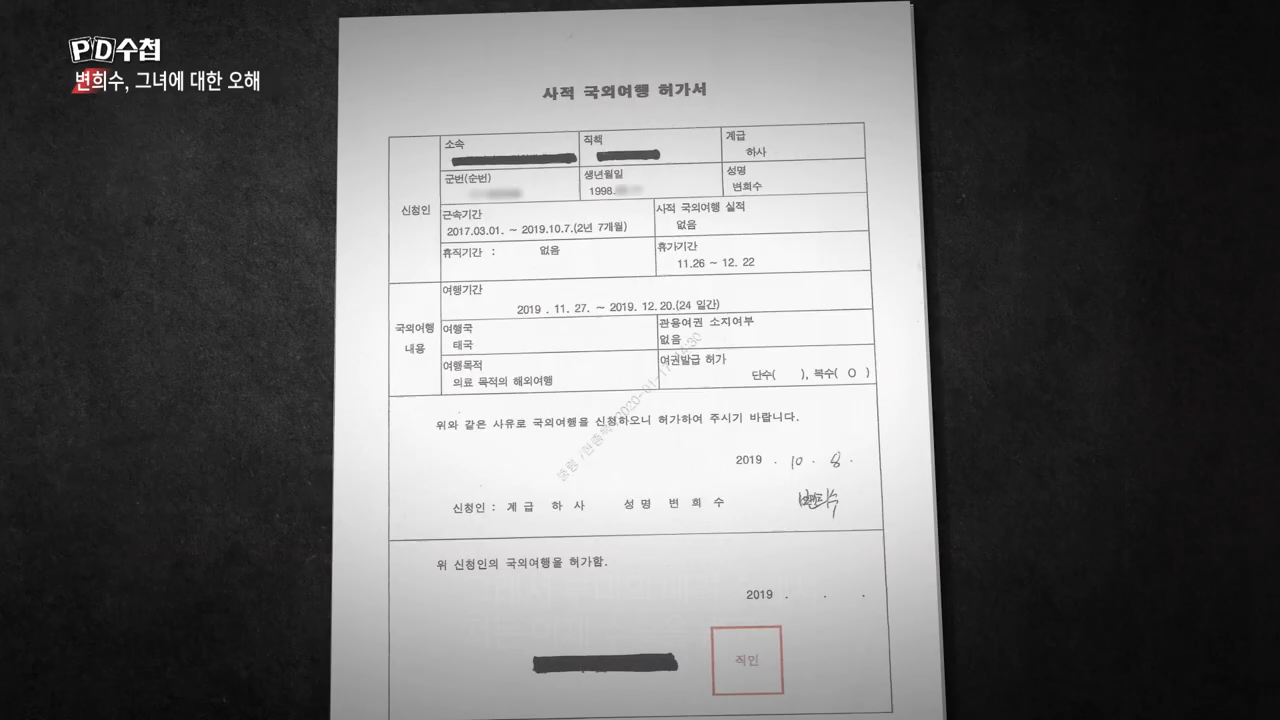 PD수첩
변희수, 그녀에 대한 오해
사적 국외여행 허가서
신청인
소속
직책
계급
하사
군번(순번)
생년월일
1998.
성명
변희수
근속기간
2017.03.01. ~ 2019.10.7.(2년 7개월)
사적 국외여행 실적
없음
휴직기간 : 없음
휴가기간
11.26 ~ 12. 22
국외여행
내용
여행기간
2019 . 11. 27. ~ 2019. 12.20.(24 일간)
여행국
태국
관용여권 소지여부
없음
여행목적
의료 목적의 해외여행
여권발급 허가
단수( ), 복수( O )
위와 같은 사유로 국외여행을 신청하오니 허가하여 주시기 바랍니다.
2019 . 10 . 8 .
신청인 : 계 급 하 사 성 명 변 희 수 변희수
위 신청인의 국외여행을 허가함.
2019 . . .
직인